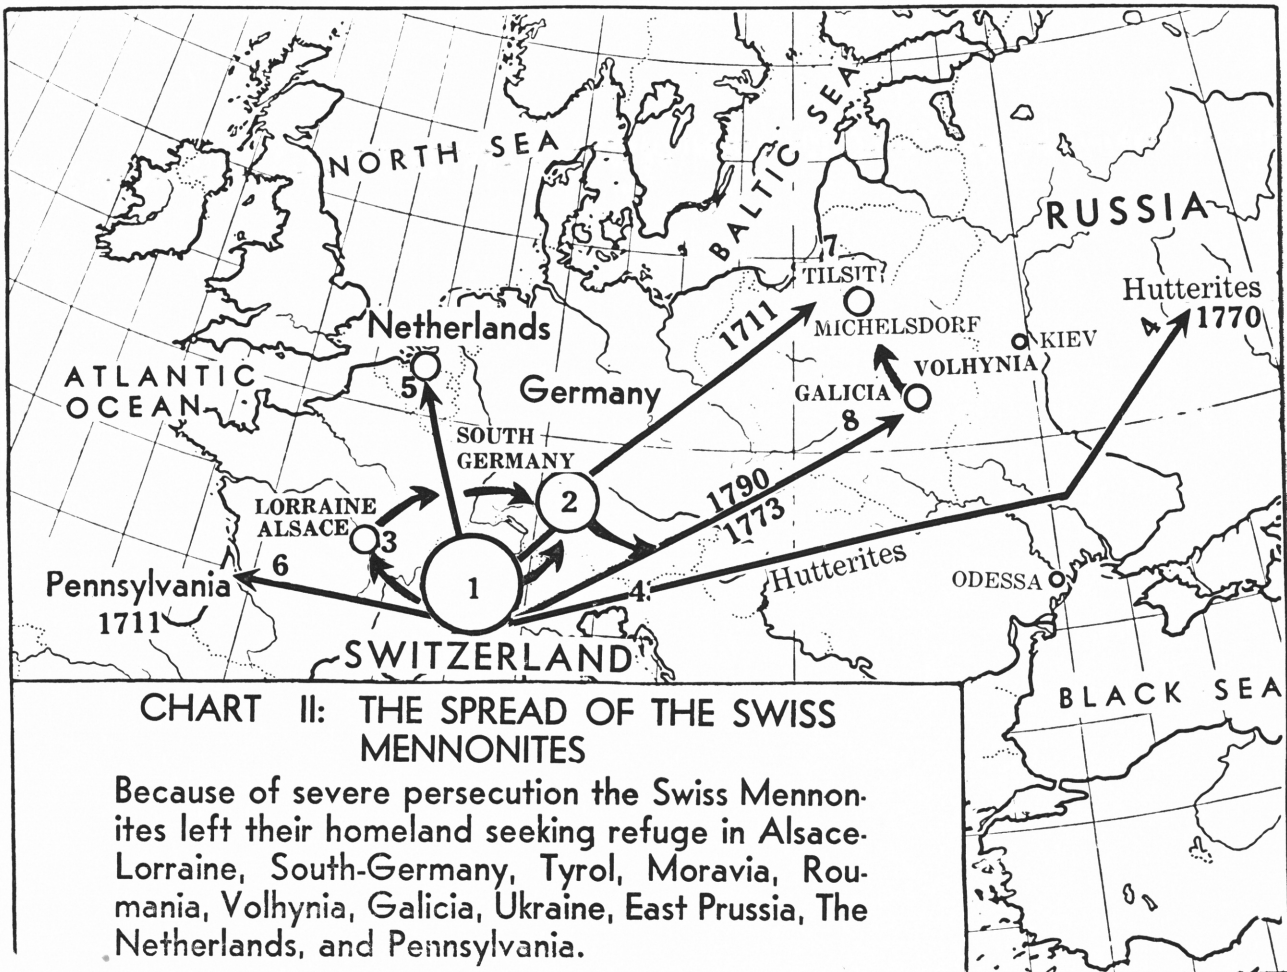 NORTH SEA
BALTIC SEA
RUSSIA
7
TILSIT?
Hutterites
4 1770
1711
MICHELSDORF
KIEV
Netherlands
VOLHYNIA
ATLANTIC
OCEAN
5
Germany
GALICIA
8
SOUTH
GERMANY
1790
1773
2
LORRAINE
ALSACE
3
6
Pennsylvania
1711
1
4
Hutterites
ODESSA
SWITZERLAND
BLACK SEA
CHART II: THE SPREAD OF THE SWISS
MENNONITES
Because of severe persecution the Swiss Mennon-
ites left their homeland seeking refuge in Alsace-
Lorraine, South-Germany, Tyrol, Moravia, Rou-
mania, Volhynia, Galicia, Ukraine, East Prussia, The
Netherlands, and Pennsylvania.